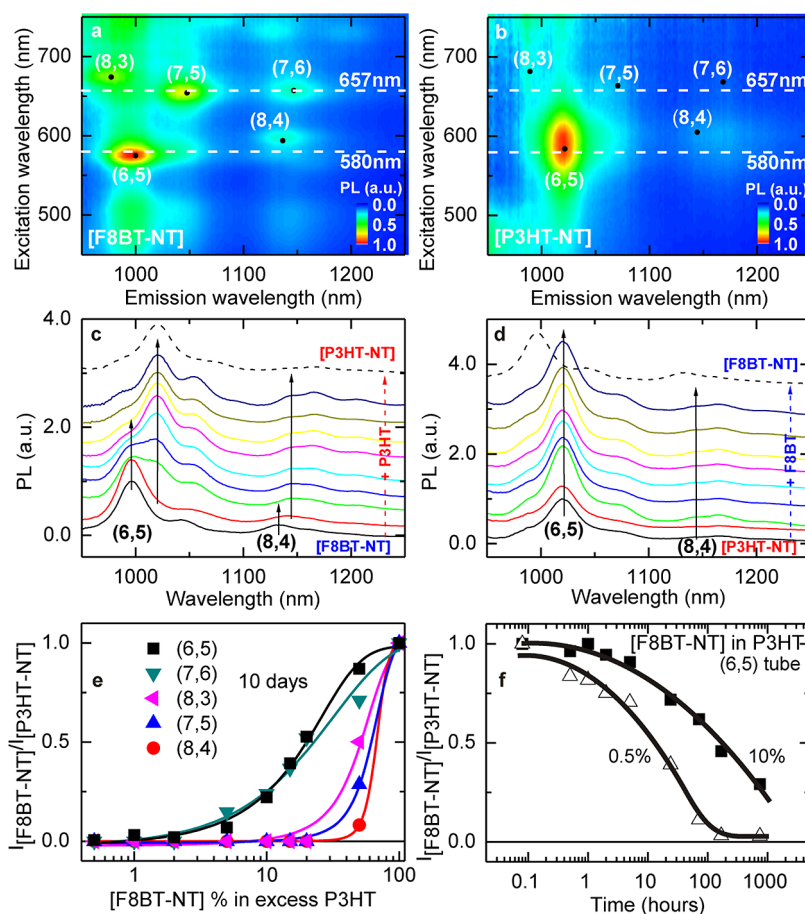 a
b
(8,3)
(7,5)
(7,6)
657nm
(8,4)
580nm
(6,5)
PL (a.u.)
0.0
0.5
1.0
[F8BT-NT]
Excitation wavelength (nm)
700
600
500
1000
1100
1200
Emission wavelength (nm)
(8,3)
(7,5)
(7,6)
657nm
(8,4)
580nm
(6,5)
PL (a.u.)
0.0
0.5
1.0
[P3HT-NT]
Excitation wavelength (nm)
700
600
500
1000
1100
1200
Emission wavelength (nm)
c
[P3HT-NT]
+ P3HT
(6,5)
(8,4)
[F8BT-NT]
PL (a.u.)
4.0
2.0
0.0
1000
1100
1200
Wavelength (nm)
d
[F8BT-NT]
+ F8BT
(6,5)
(8,4)
[P3HT-NT]
PL (a.u.)
4.0
2.0
0.0
1000
1100
1200
Wavelength (nm)
e
(6,5)
(7,6)
(8,3)
(7,5)
(8,4)
10 days
I[F8BT-NT]/I[P3HT-NT]
1.0
0.5
0.0
1
10
100
[F8BT-NT] % in excess P3HT
f
[F8BT-NT] in P3HT
(6,5) tube
0.5%
10%
I[F8BT-NT]/I[P3HT-NT]
1.0
0.5
0.0
0.1
1
10
100
1000
Time (hours)